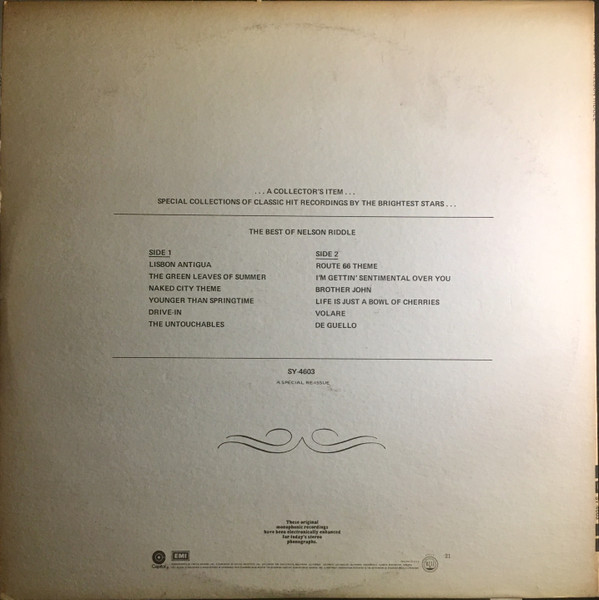 . . . A COLLECTOR'S ITEM . . .
SPECIAL COLLECTIONS OF CLASSIC HIT RECORDINGS BY THE BRIGHTEST STARS . . .
THE BEST OF NELSON RIDDLE
SIDE 1
LISBON ANTIGUA
THE GREEN LEAVES OF SUMMER
NAKED CITY THEME
YOUNGER THAN SPRINGTIME
DRIVE-IN
THE UNTOUCHABLES
SIDE 2
ROUTE 66 THEME
I'M GETTIN' SENTIMENTAL OVER YOU
BROTHER JOHN
LIFE IS JUST A BOWL OF CHERRIES
VOLARE
DE GUELLO
SY-4603
A SPECIAL RE-ISSUE
These original
monophonic recordings
have been electronically enhanced
for today's stereo
phonographs.
Capitol
EMI